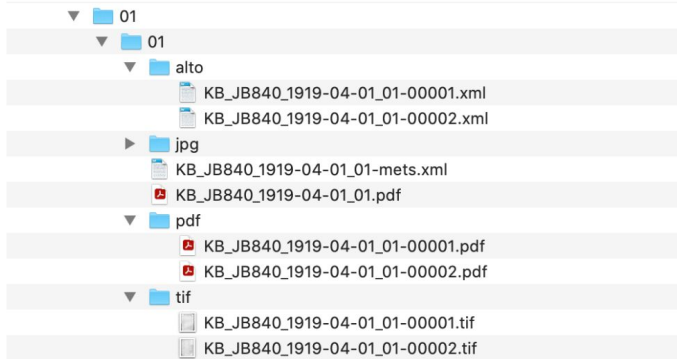 01
01
alto
KB_JB840_1919-04-01_01-00001.xml
KB_JB840_1919-04-01_01-00002.xml
jpg
KB_JB840_1919-04-01_01-mets.xml
KB_JB840_1919-04-01_01.pdf
pdf
KB_JB840_1919-04-01_01-00001.pdf
KB_JB840_1919-04-01_01-00002.pdf
tif
KB_JB840_1919-04-01_01-00001.tif
KB_JB840_1919-04-01_01-00002.tif